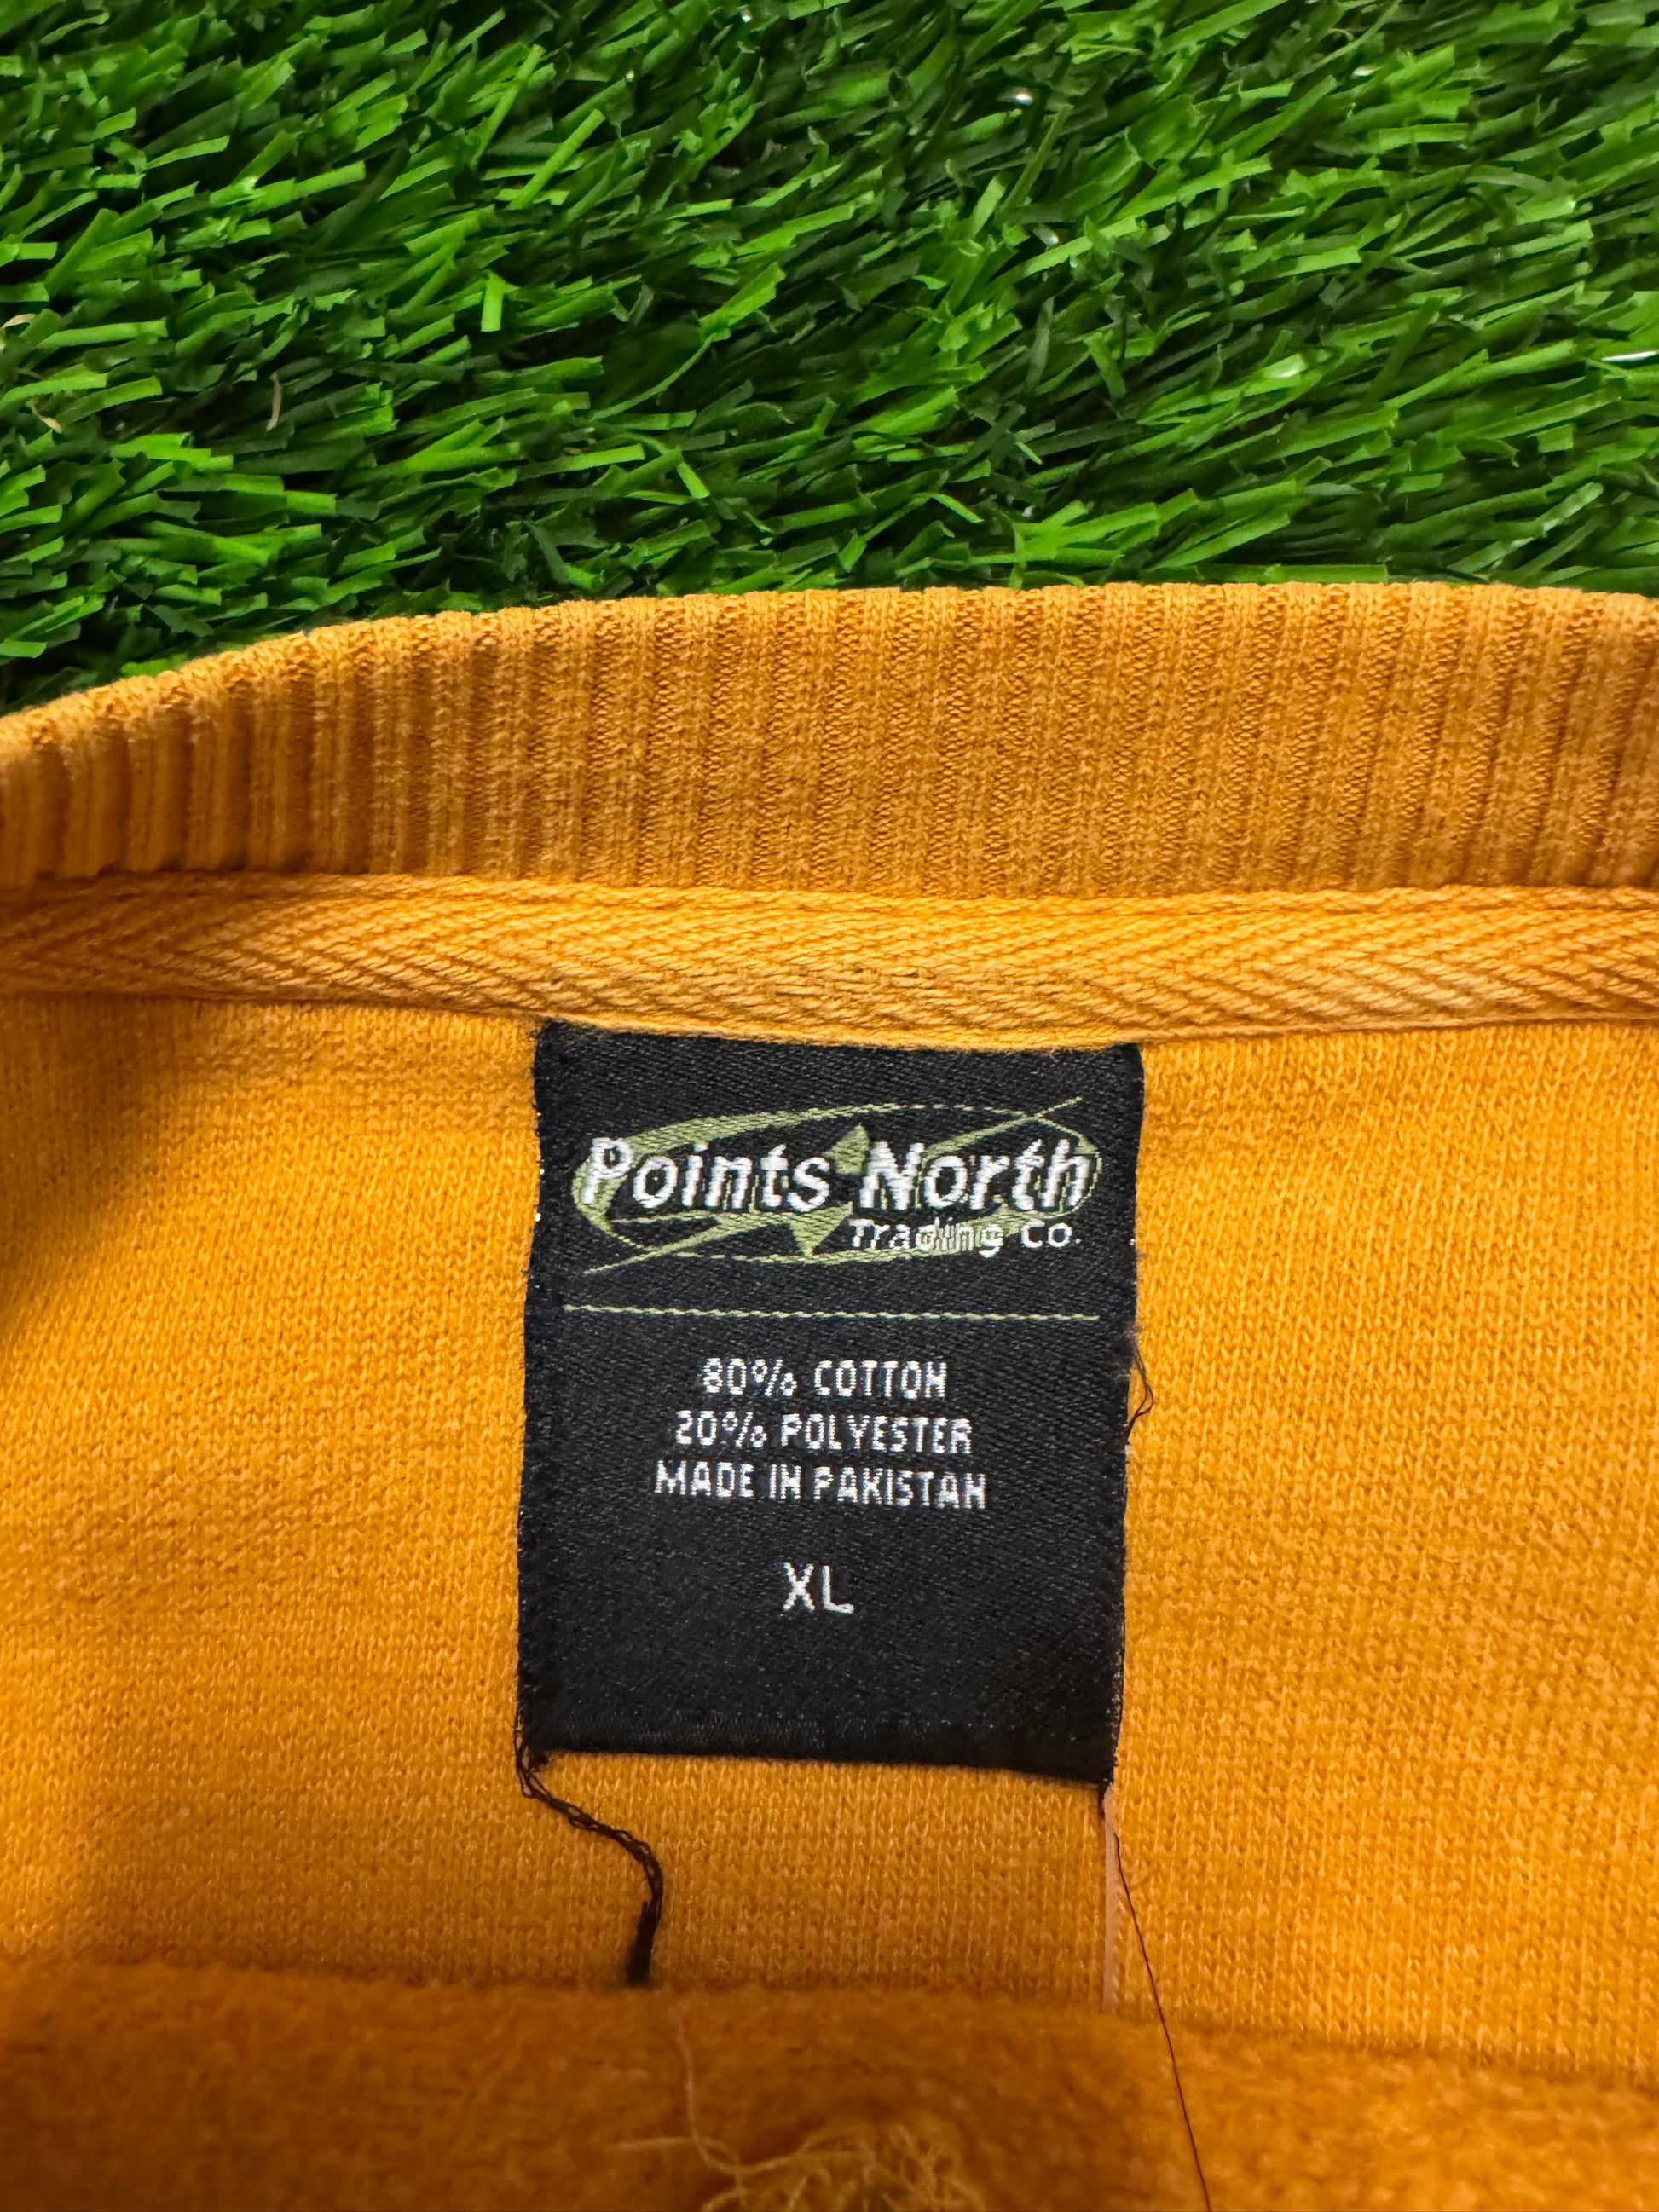 Points North
Trading Co.
80% COTTON
20% POLYESTER
MADE IN PAKISTAN
XL